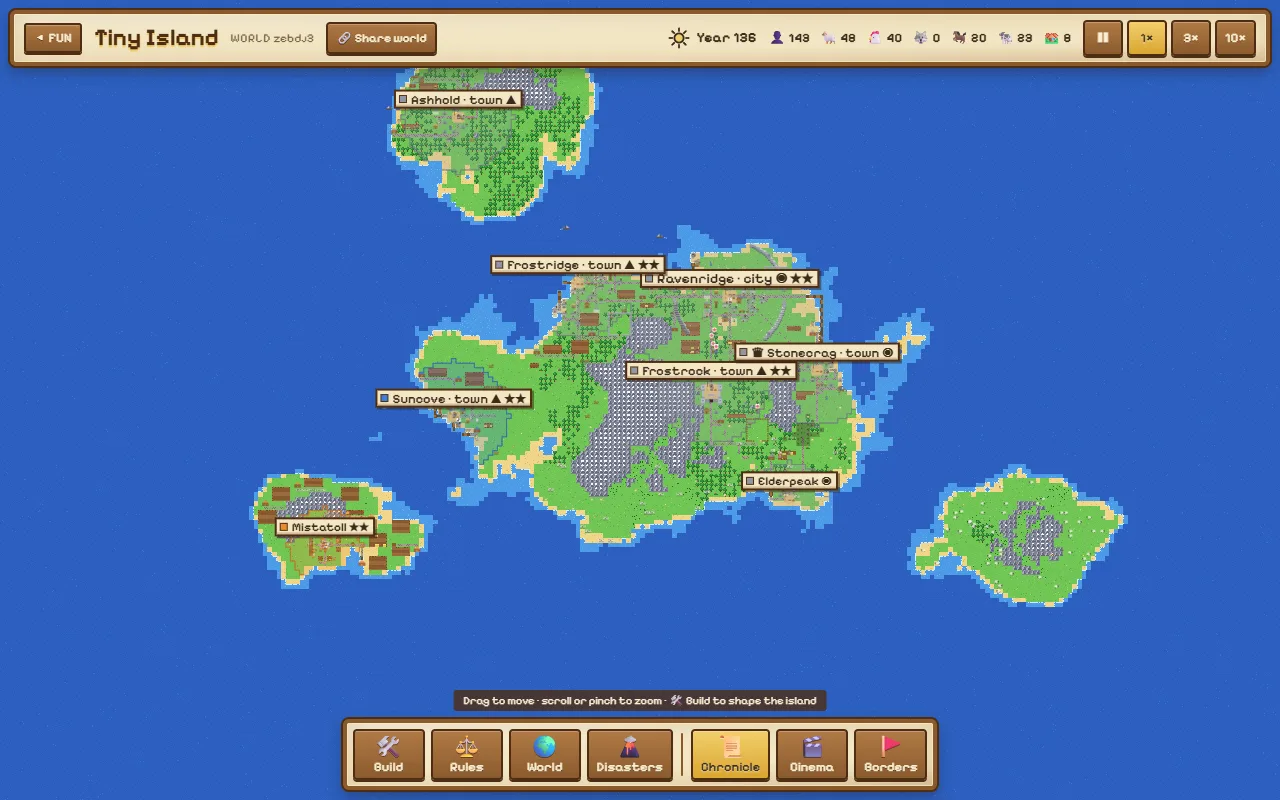 FUN
Tiny Island
WORLD zebdj3
Share world
Year 136
143
48
40
0
20
23
8
1×
3×
10×
Ashhold · town
Frostridge · town
Ravenridge · city
Stonecrag · town
Frostrock · town
Suncove · town
Elderpeak
Mistatoll
Drag to move · scroll or pinch to zoom · Build to shape the island
Build
Rules
World
Disasters
Chronicle
Cinema
Borders